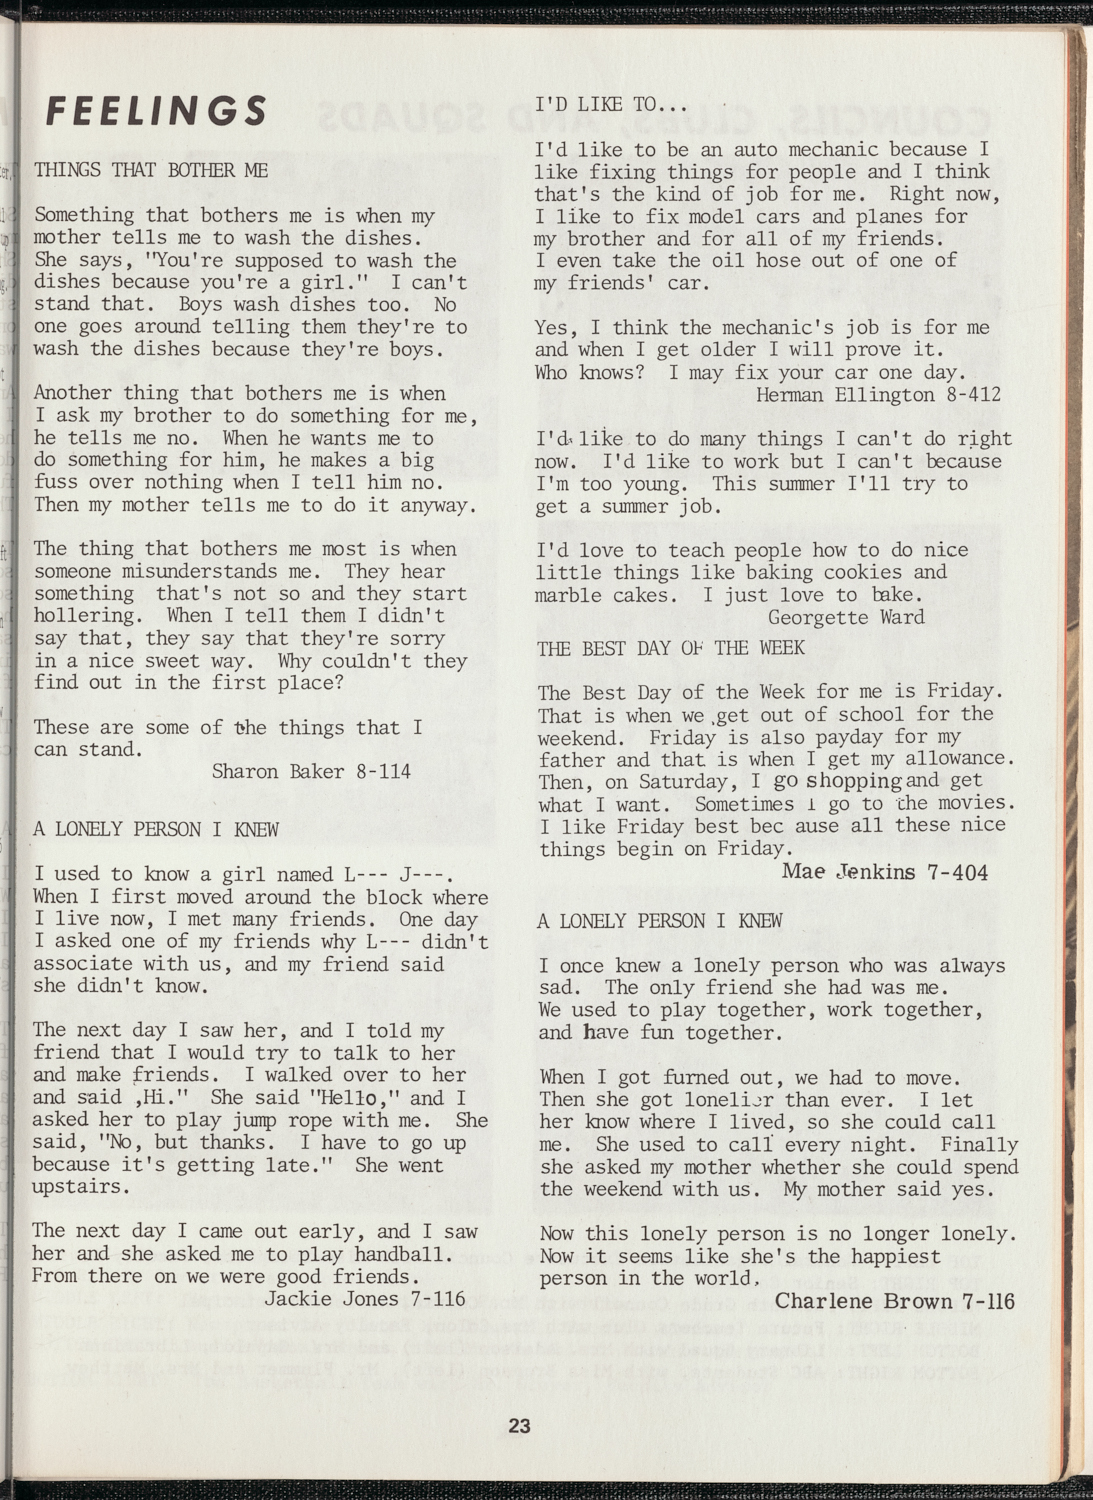 FEELINGS
THINGS THAT BOTHER ME
Something that bothers me is when my
mother tells me to wash the dishes.
She says, "You're supposed to wash the
dishes because you're a girl."  I can't
stand that.  Boys wash dishes too.  No
one goes around telling them they're to
wash the dishes because they're boys.
Another thing that bothers me is when
I ask my brother to do something for me,
he tells me no.  When he wants me to
do something for him, he makes a big
fuss over nothing when I tell him no.
Then my mother tells me to do it anyway.
The thing that bothers me most is when
someone misunderstands me.  They hear
something  that's not so and they start
hollering.  When I tell them I didn't
say that, they say that they're sorry
in a nice sweet way.  Why couldn't they
find out in the first place?
These are some of the things that I
can stand.
Sharon Baker 8-114
A LONELY PERSON I KNEW
I used to know a girl named L--- J---.
When I first moved around the block where
I live now, I met many friends.  One day
I asked one of my friends why L--- didn't
associate with us, and my friend said
she didn't know.
The next day I saw her, and I told my
friend that I would try to talk to her
and make friends.  I walked over to her
and said ,Hi."  She said "Hello," and I
asked her to play jump rope with me.  She
said, "No, but thanks.  I have to go up
because it's getting late."  She went
upstairs.
The next day I came out early, and I saw
her and she asked me to play handball.
From there on we were good friends.
Jackie Jones 7-116
I'D LIKE TO...
I'd like to be an auto mechanic because I
like fixing things for people and I think
that's the kind of job for me.  Right now,
I like to fix model cars and planes for
my brother and for all of my friends.
I even take the oil hose out of one of
my friends' car.
Yes, I think the mechanic's job is for me
and when I get older I will prove it.
Who knows?  I may fix your car one day.
Herman Ellington 8-412
I'd like to do many things I can't do right
now.  I'd like to work but I can't because
I'm too young.  This summer I'll try to
get a summer job.
I'd love to teach people how to do nice
little things like baking cookies and
marble cakes.  I just love to bake.
Georgette Ward
THE BEST DAY OF THE WEEK
The Best Day of the Week for me is Friday.
That is when we get out of school for the
weekend.  Friday is also payday for my
father and that is when I get my allowance.
Then, on Saturday, I go shopping and get
what I want.  Sometimes i go to the movies.
I like Friday best bec ause all these nice
things begin on Friday.
Mae Jenkins 7-404
A LONELY PERSON I KNEW
I once knew a lonely person who was always
sad.  The only friend she had was me.
We used to play together, work together,
and have fun together.
When I got furned out, we had to move.
Then she got lonelier than ever.  I let
her know where I lived, so she could call
me.  She used to call every night.  Finally
she asked my mother whether she could spend
the weekend with us.  My mother said yes.
Now this lonely person is no longer lonely.
Now it seems like she's the happiest
person in the world.
Charlene Brown 7-116
23